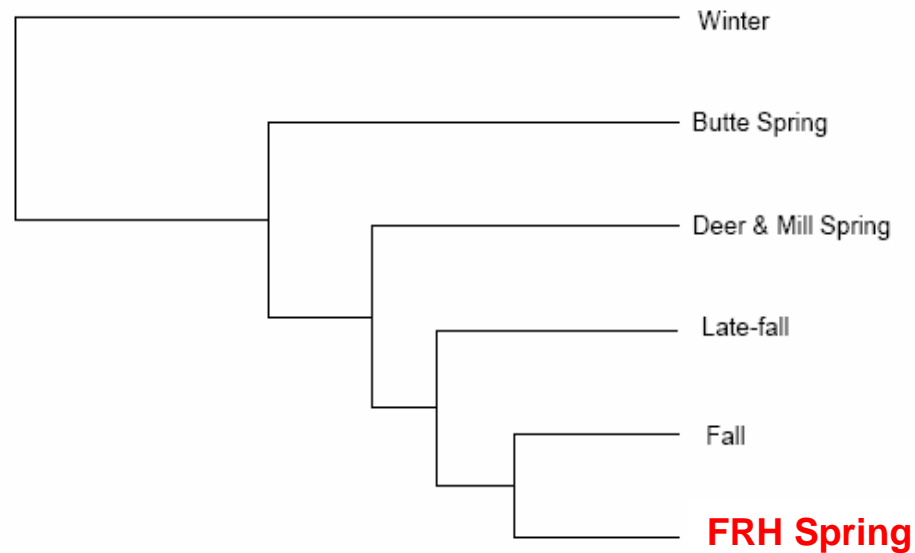 Winter
Butte Spring
Deer & Mill Spring
Late-fall
Fall
FRH Spring